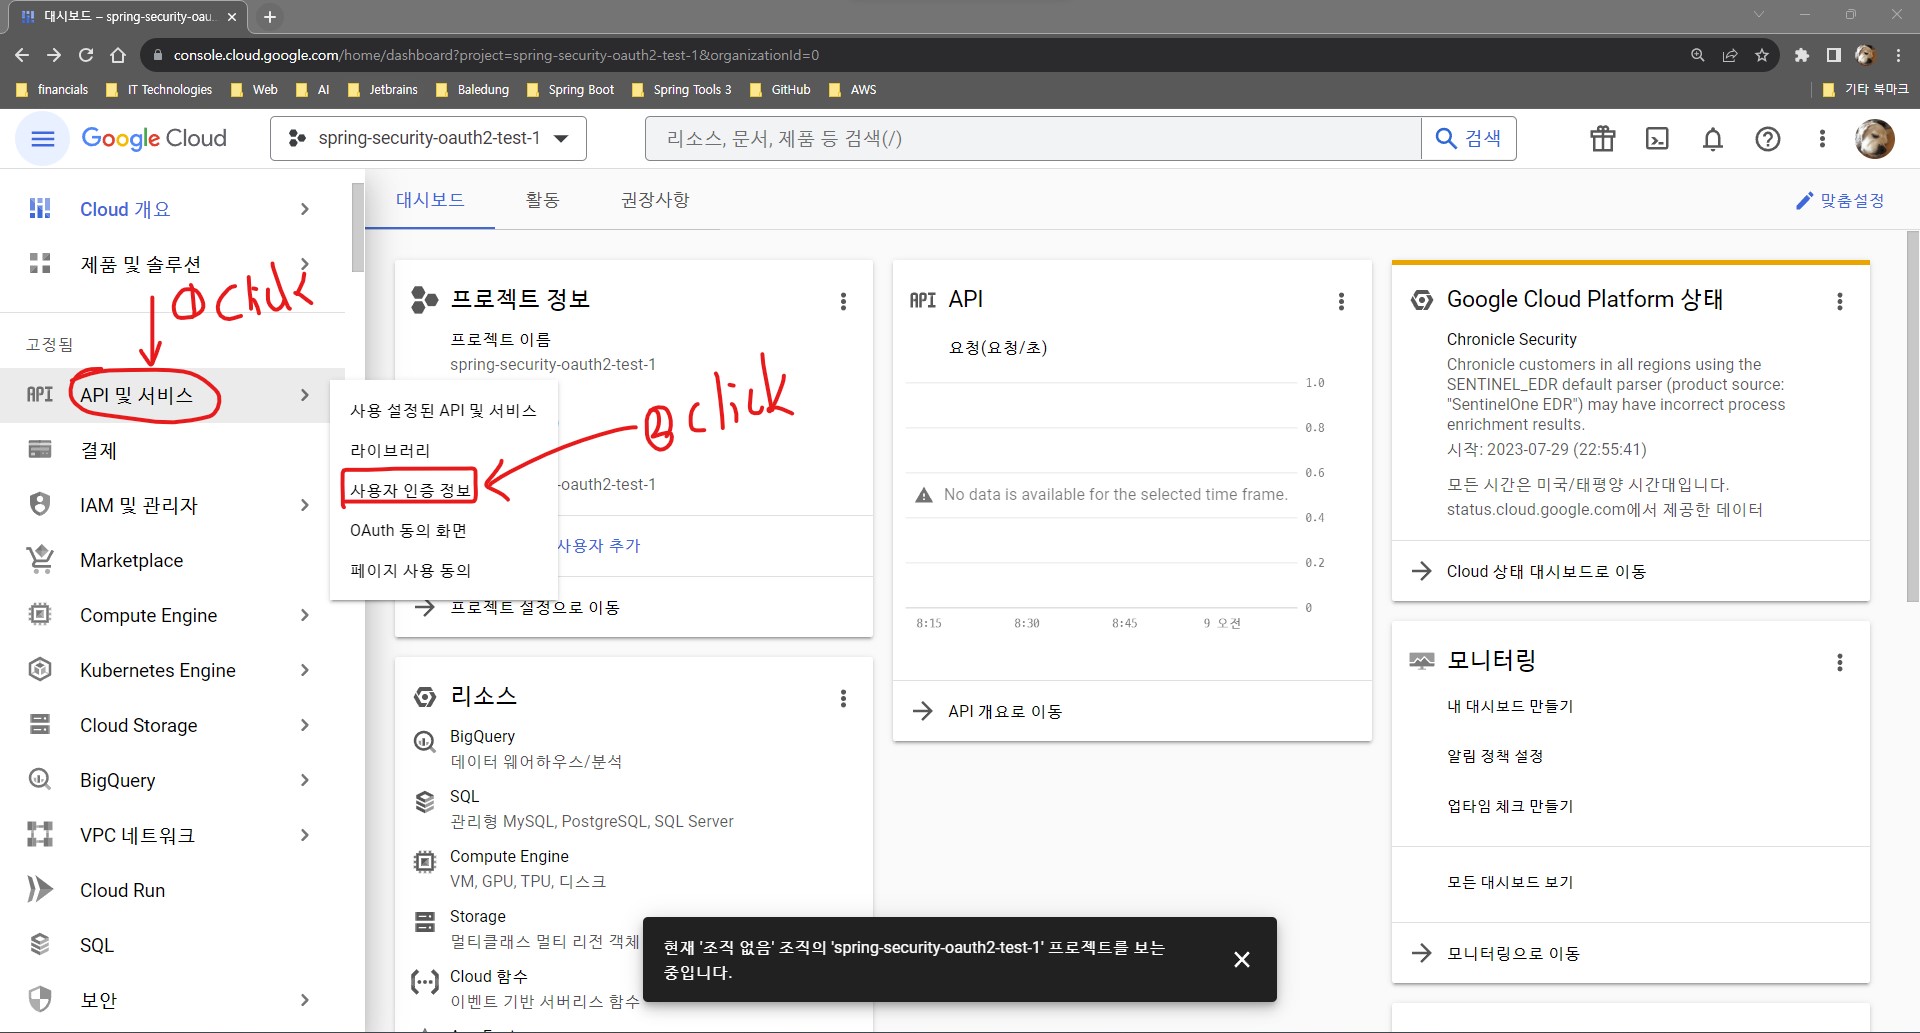 대시보드 – spring-security-oau
console.cloud.google.com/home/dashboard?project=spring-security-oauth2-test-1&organizationId=0
financials IT Technologies Web AI Jetbrains Baledung Spring Boot Spring Tools 3 GitHub AWS 기타 북마크
Google Cloud spring-security-oauth2-test-1 리소스, 문서, 제품 등 검색(/) 검색
Cloud 개요
제품 및 솔루션
① click
고정됨
API 및 서비스
결제
IAM 및 관리자
Marketplace
Compute Engine
Kubernetes Engine
Cloud Storage
BigQuery
VPC 네트워크
Cloud Run
SQL
보안
사용 설정된 API 및 서비스
라이브러리
사용자 인증 정보
OAuth 동의 화면
페이지 사용 동의
② click
대시보드 활동 권장사항 맞춤설정
프로젝트 정보
프로젝트 이름
spring-security-oauth2-test-1
-oauth2-test-1
사용자 추가
프로젝트 설정으로 이동
리소스
BigQuery
데이터 웨어하우스/분석
SQL
관리형 MySQL, PostgreSQL, SQL Server
Compute Engine
VM, GPU, TPU, 디스크
Storage
멀티클래스 멀티 리전 객체
Cloud 함수
이벤트 기반 서버리스 함수
API API
요청(요청/초)
1.0
0.8
0.6
No data is available for the selected time frame.
0.4
0.2
0
8:15 8:30 8:45 9 오전
API 개요로 이동
Google Cloud Platform 상태
Chronicle Security
Chronicle customers in all regions using the
SENTINEL_EDR default parser (product source:
"SentinelOne EDR") may have incorrect process
enrichment results.
시작: 2023-07-29 (22:55:41)
모든 시간은 미국/태평양 시간대입니다.
status.cloud.google.com에서 제공한 데이터
Cloud 상태 대시보드로 이동
모니터링
내 대시보드 만들기
알림 정책 설정
업타임 체크 만들기
모든 대시보드 보기
모니터링으로 이동
현재 '조직 없음' 조직의 'spring-security-oauth2-test-1' 프로젝트를 보는
중입니다.